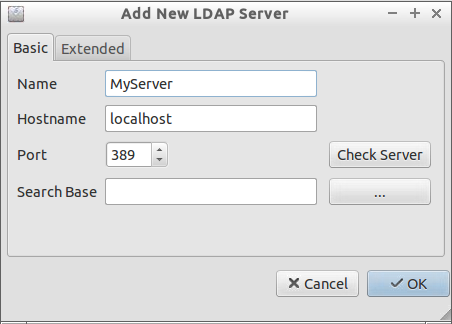 Add New LDAP Server
Basic Extended
Name MyServer
Hostname localhost
Port 389 Check Server
Search Base ...
Cancel OK